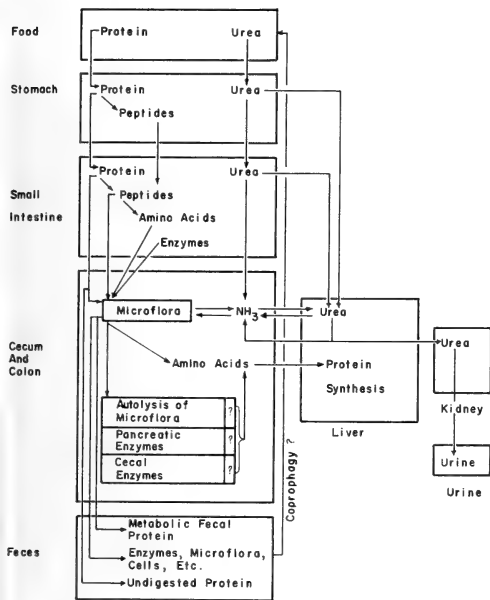 Food
Protein
Urea
Stomach
Protein
Urea
Peptides
Protein
Urea
Small
Intestine
Peptides
Amino Acids
Enzymes
Microflora
NH3
Urea
Urea
Cecum
And
Colon
Amino Acids
Protein
Synthesis
Kidney
Liver
Autolysis of
Microflora
?
Pancreatic
Enzymes
?
Cecal
Enzymes
?
Urine
Urine
Coprophagy ?
Feces
Metabolic Fecal
Protein
Enzymes, Microflora,
Cells, Etc.
Undigested Protein